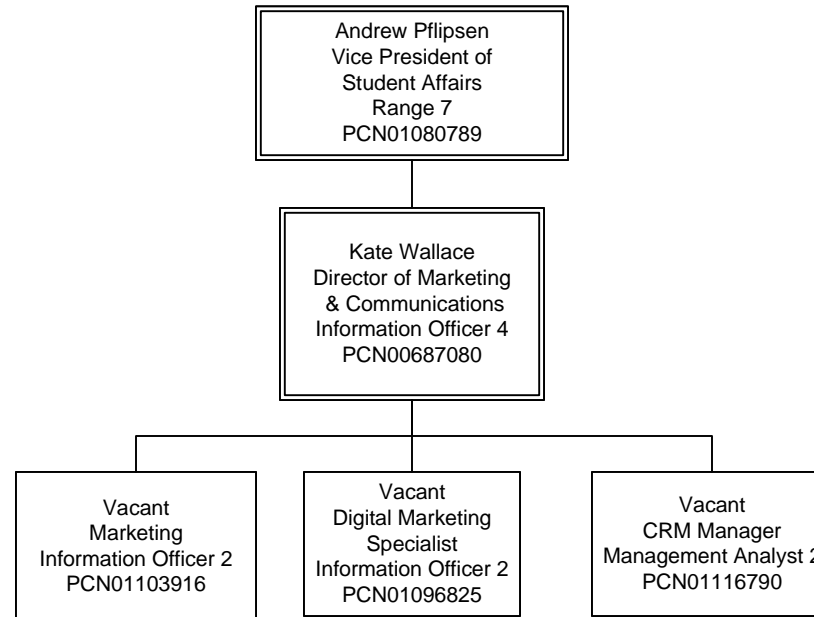 Andrew Pflipsen
Vice President of
Student Affairs
Range 7
PCN01080789
Kate Wallace
Director of Marketing
& Communications
Information Officer 4
PCN00687080
Vacant
Marketing
Information Officer 2
PCN01103916
Vacant
Digital Marketing
Specialist
Information Officer 2
PCN01096825
Vacant
CRM Manager
Management Analyst 2
PCN01116790